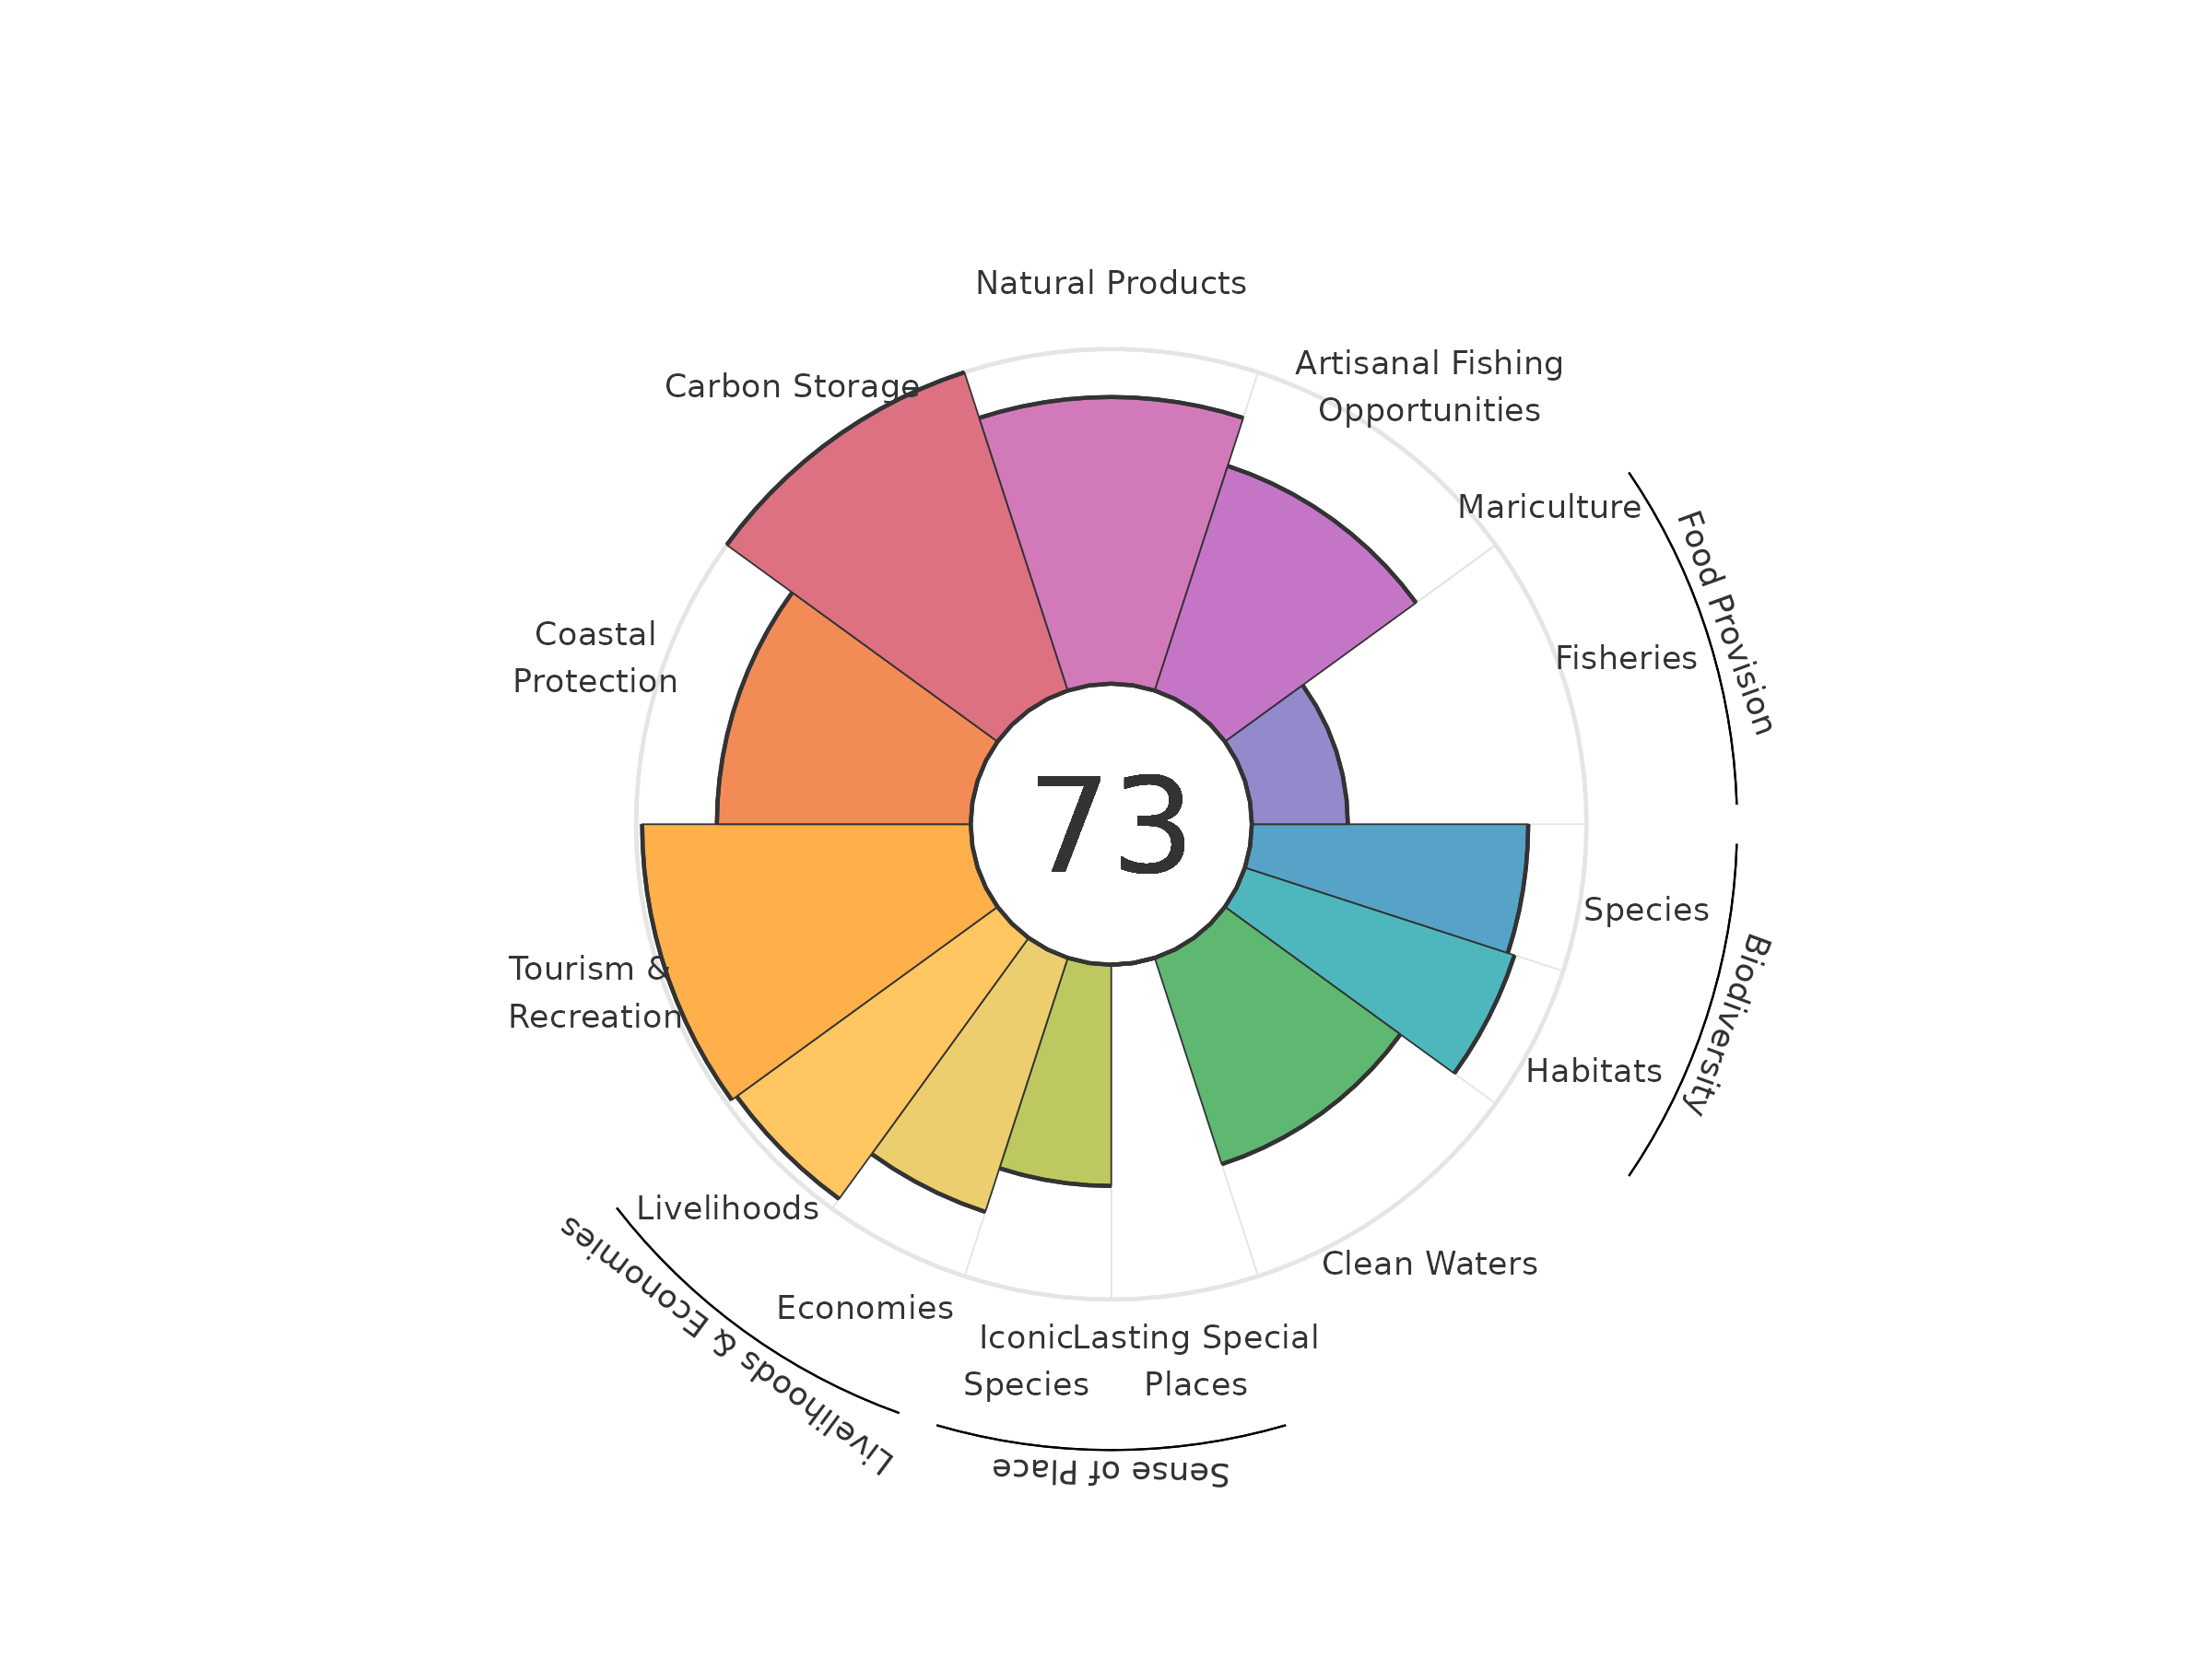 Natural Products
Artisanal Fishing
Opportunities
Carbon Storage
Mariculture
Food Provision
Coastal
Protection
Fisheries
73
Species
Biodiversity
Tourism &
Recreation
Habitats
Livelihoods
Livelihoods & Economies
Clean Waters
Economies
Iconic
Species
Lasting Special
Places
Sense of Place